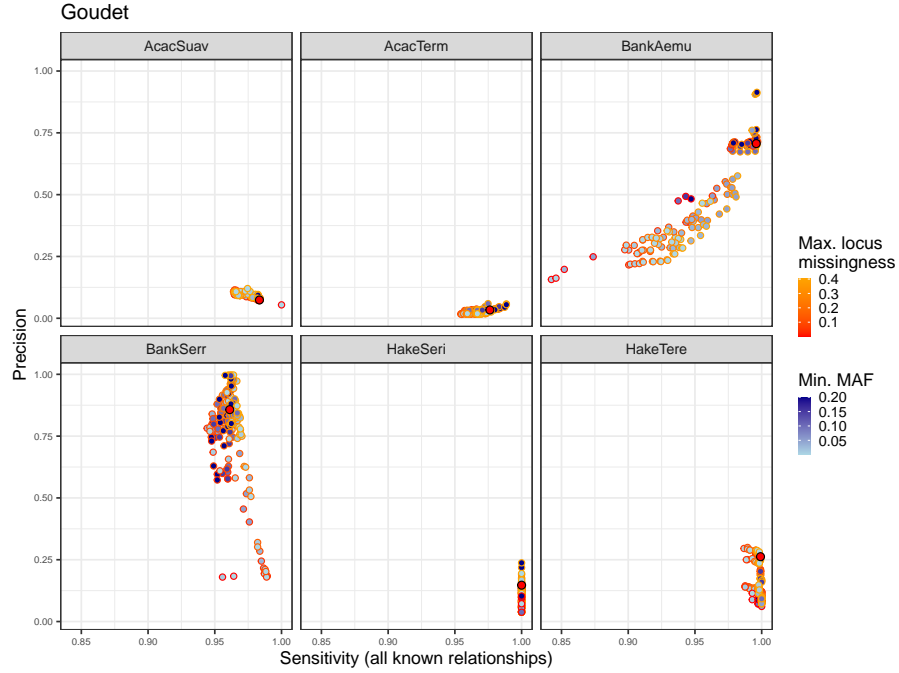 Goudet
AcacSuav
AcacTerm
BankAemu
1.00
0.75
0.50
0.25
0.00
BankSerr
HakeSeri
HakeTere
1.00
0.75
0.50
0.25
0.00
0.85 0.90 0.95 1.00
0.85 0.90 0.95 1.00
0.85 0.90 0.95 1.00
Precision
Sensitivity (all known relationships)
Max. locus
missingness
0.4
0.3
0.2
0.1
Min. MAF
0.20
0.15
0.10
0.05